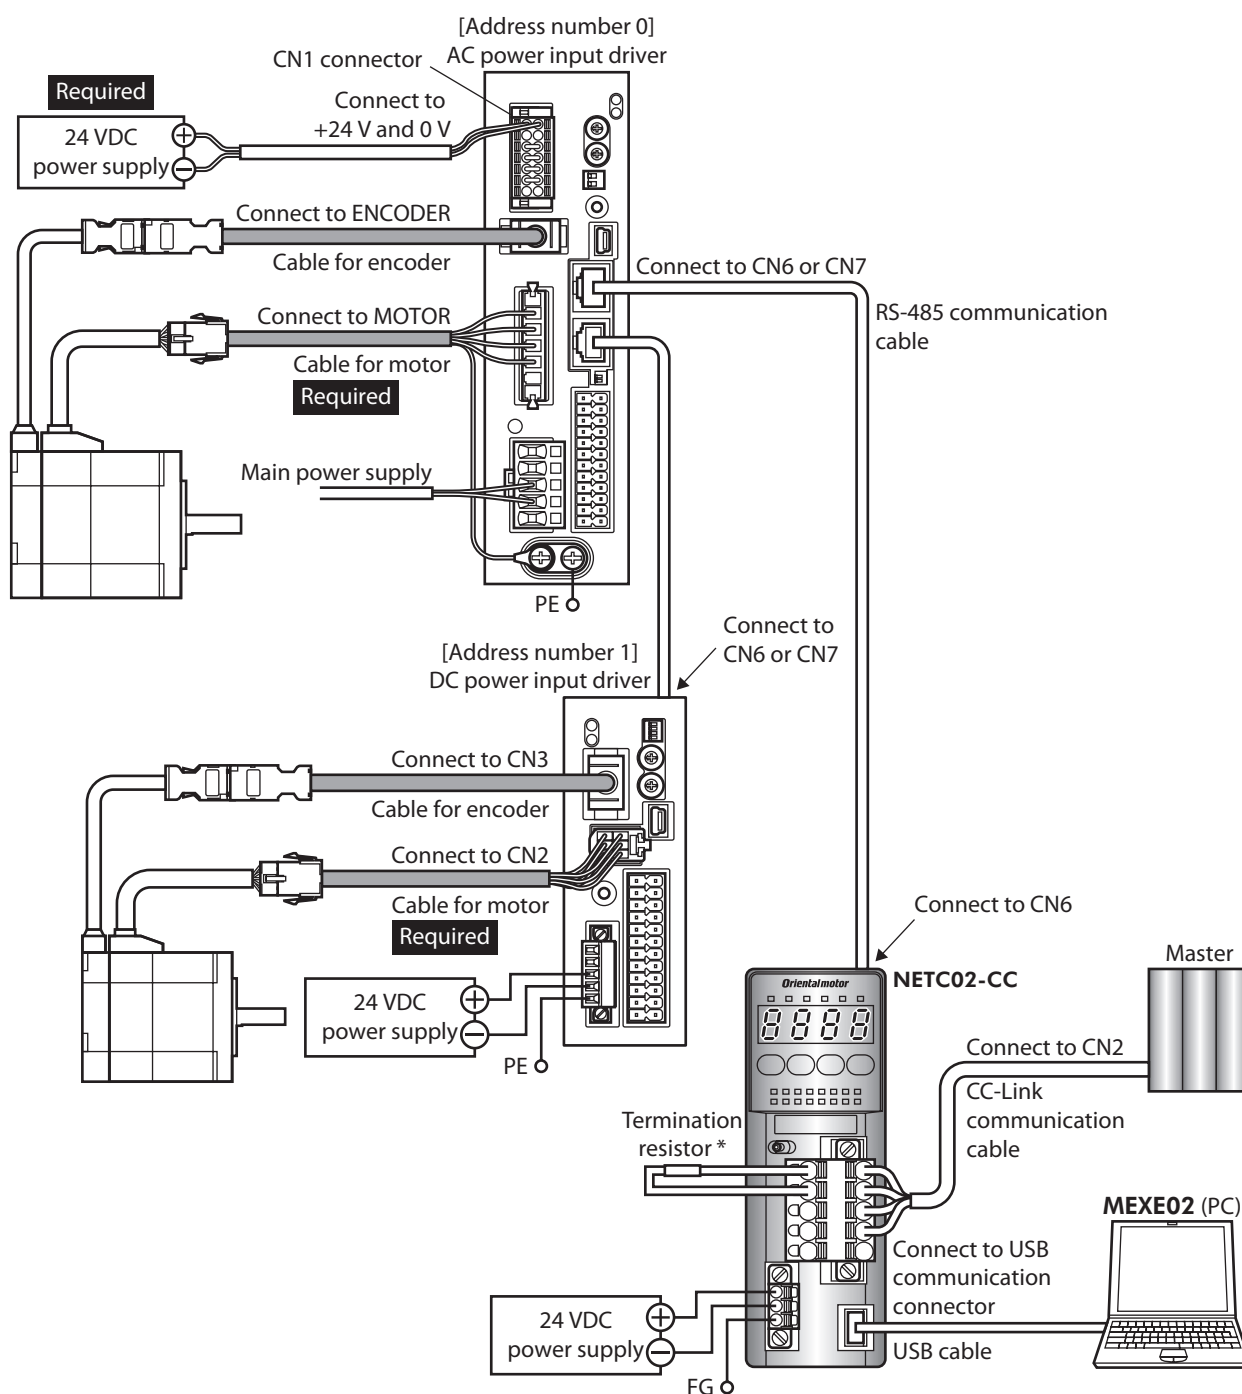 [Address number 0]
AC power input driver
CN1 connector
Required
Connect to
+24 V and 0 V
24 VDC
power supply
Connect to ENCODER
Cable for encoder
Connect to CN6 or CN7
RS-485 communication
cable
Connect to MOTOR
Cable for motor
Required
Main power supply
PE
Connect to
CN6 or CN7
[Address number 1]
DC power input driver
Connect to CN3
Cable for encoder
Connect to CN2
Cable for motor
Required
24 VDC
power supply
PE
Connect to CN6
NETC02-CC
Master
Orientalmotor
8888
Connect to CN2
CC-Link
communication
cable
Termination
resistor *
MEXE02 (PC)
Connect to USB
communication
connector
USB cable
24 VDC
power supply
FG